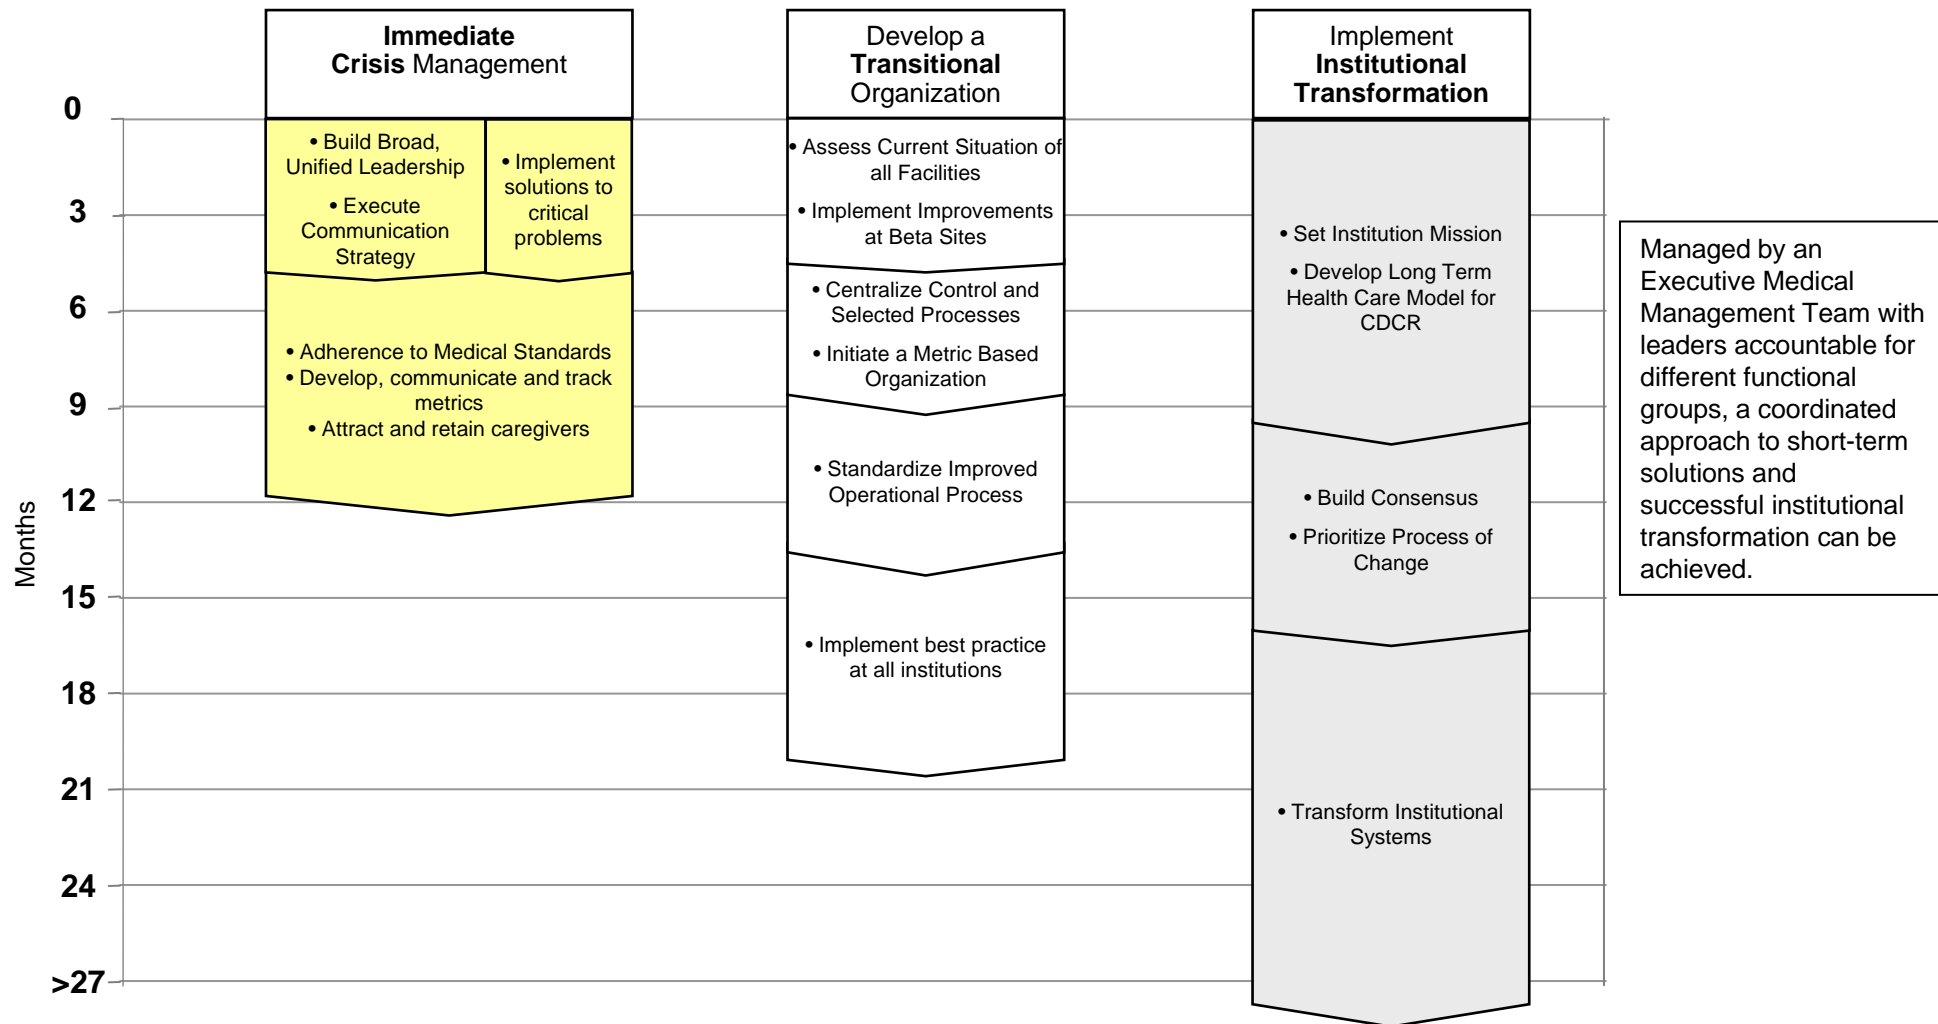 Immediate
Crisis Management
Develop a
Transitional
Organization
Implement
Institutional
Transformation
Months
0
3
6
9
12
15
18
21
24
>27
• Build Broad,
Unified Leadership
• Execute
Communication
Strategy
• Implement
solutions to
critical
problems
• Adherence to Medical Standards
• Develop, communicate and track
metrics
• Attract and retain caregivers
• Assess Current Situation of
all Facilities
• Implement Improvements
at Beta Sites
• Centralize Control and
Selected Processes
• Initiate a Metric Based
Organization
• Standardize Improved
Operational Process
• Implement best practice
at all institutions
• Set Institution Mission
• Develop Long Term
Health Care Model for
CDCR
• Build Consensus
• Prioritize Process of
Change
• Transform Institutional
Systems
Managed by an
Executive Medical
Management Team with
leaders accountable for
different functional
groups, a coordinated
approach to short-term
solutions and
successful institutional
transformation can be
achieved.